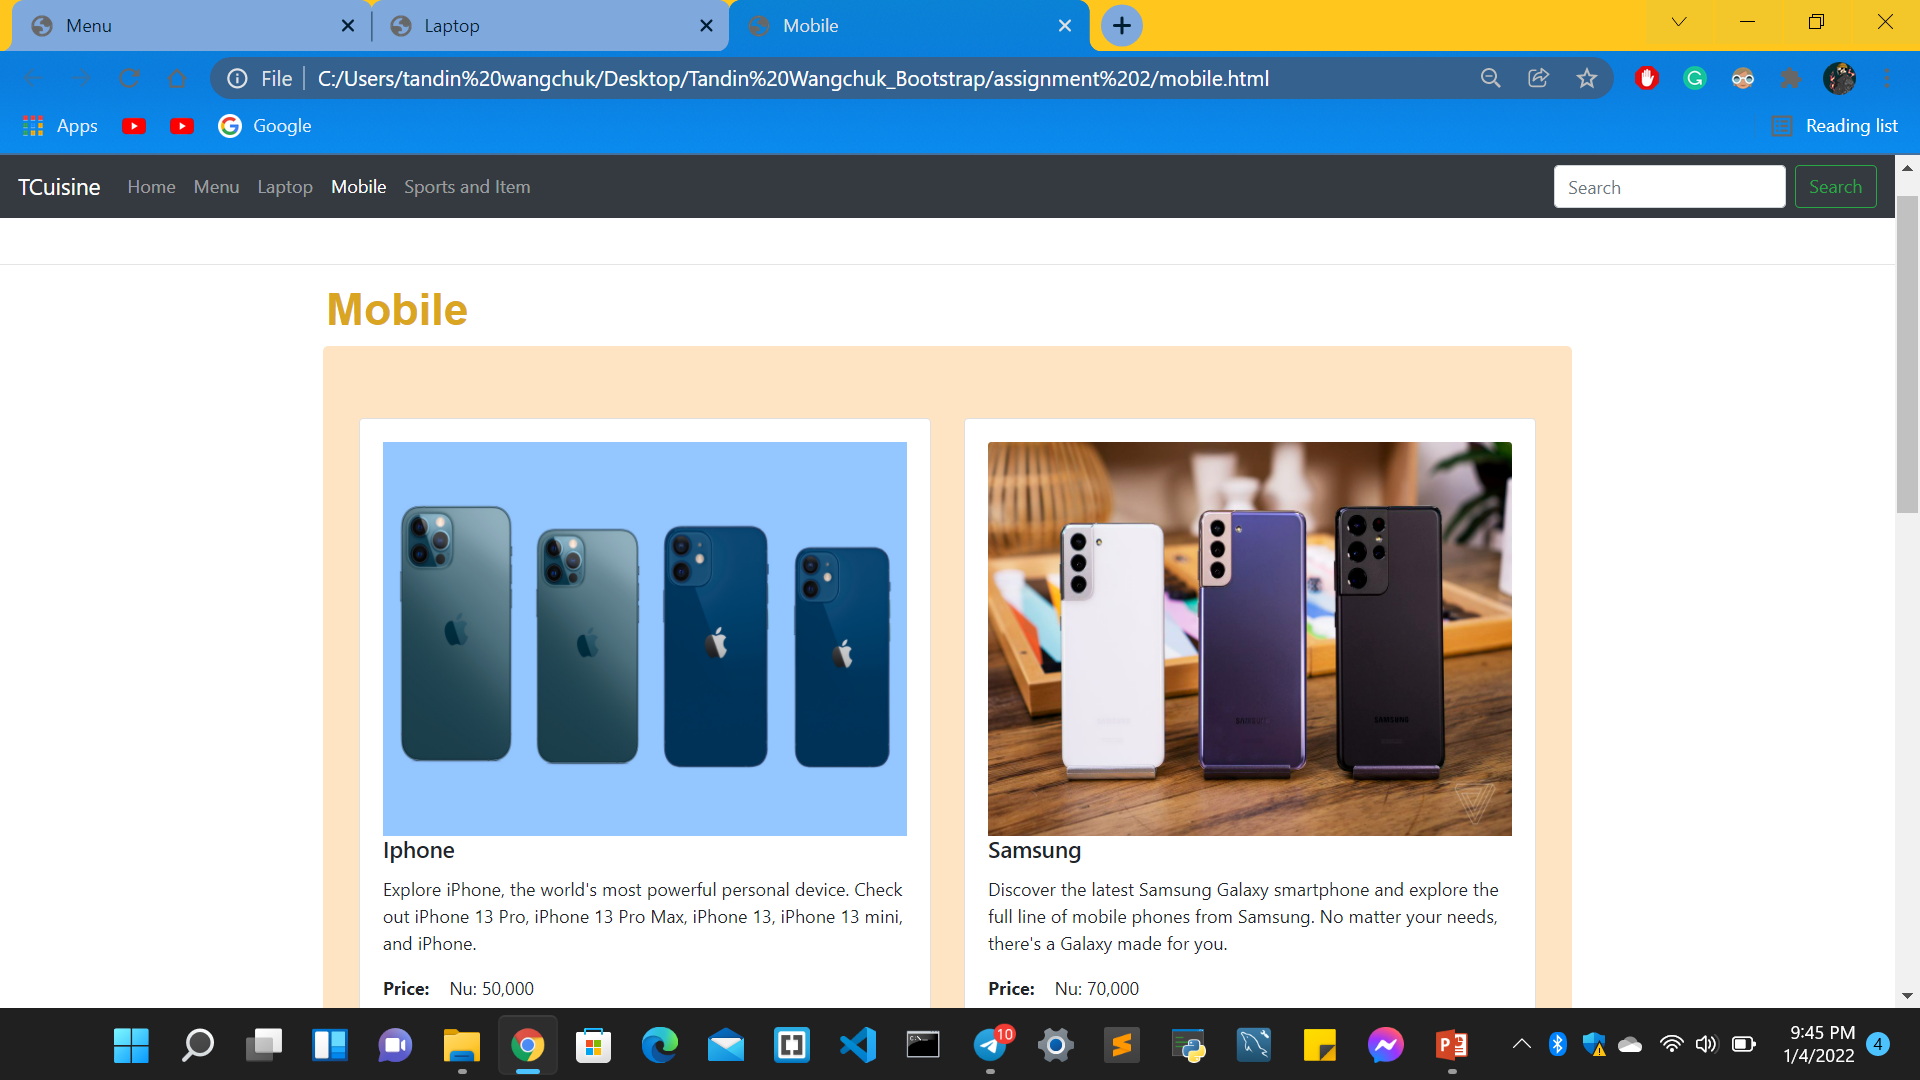 Menu
Laptop
Mobile
File
C:/Users/tandin%20wangchuk/Desktop/Tandin%20Wangchuk_Bootstrap/assignment%202/mobile.html
Apps
Google
Reading list
TCuisine
Home
Menu
Laptop
Mobile
Sports and Item
Search
Search
Mobile
SAMSUNG
SAMSUNG
Iphone
Explore iPhone, the world's most powerful personal device. Check
out iPhone 13 Pro, iPhone 13 Pro Max, iPhone 13, iPhone 13 mini,
and iPhone.
Price: Nu: 50,000
Samsung
Discover the latest Samsung Galaxy smartphone and explore the
full line of mobile phones from Samsung. No matter your needs,
there's a Galaxy made for you.
Price: Nu: 70,000
10
9:45 PM
1/4/2022
4